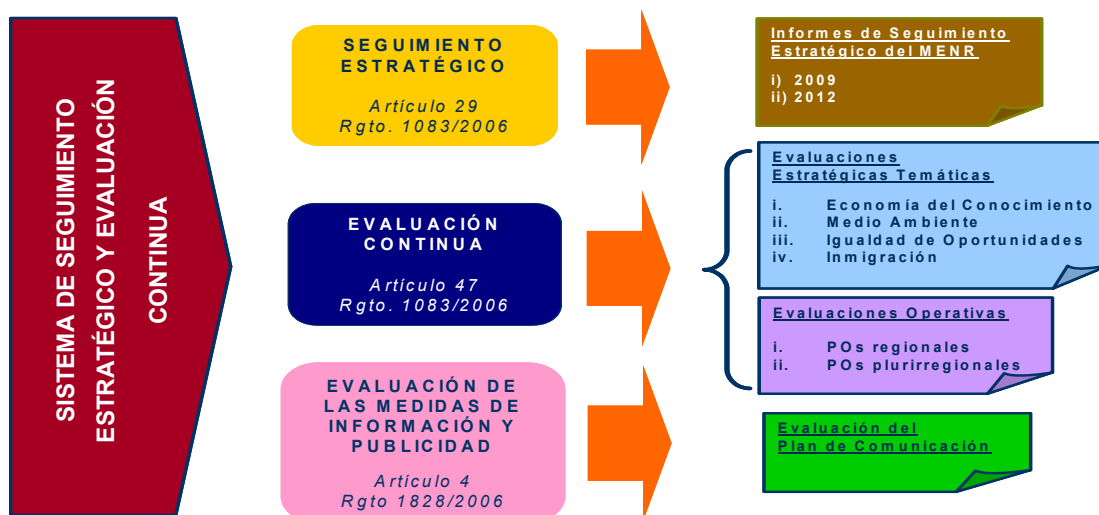 SISTEMA DE SEGUIMIENTO
ESTRATÉGICO Y EVALUACIÓN
CONTINUA
SEGUIMIENTO
ESTRATÉGICO
Artículo 29
Rgto. 1083/2006
Informes de Seguimiento
Estratégico del MENR
i) 2009
ii) 2012
EVALUACIÓN
CONTINUA
Artículo 47
Rgto. 1083/2006
Evaluaciones
Estratégicas Temáticas
i. Economía del Conocimiento
ii. Medio Ambiente
iii. Igualdad de Oportunidades
iv. Inmigración
Evaluaciones Operativas
i. POs regionales
ii. POs plurirregionales
EVALUACIÓN DE
LAS MEDIDAS DE
INFORMACIÓN Y
PUBLICIDAD
Artículo 4
Rgto 1828/2006
Evaluación del
Plan de Comunicación